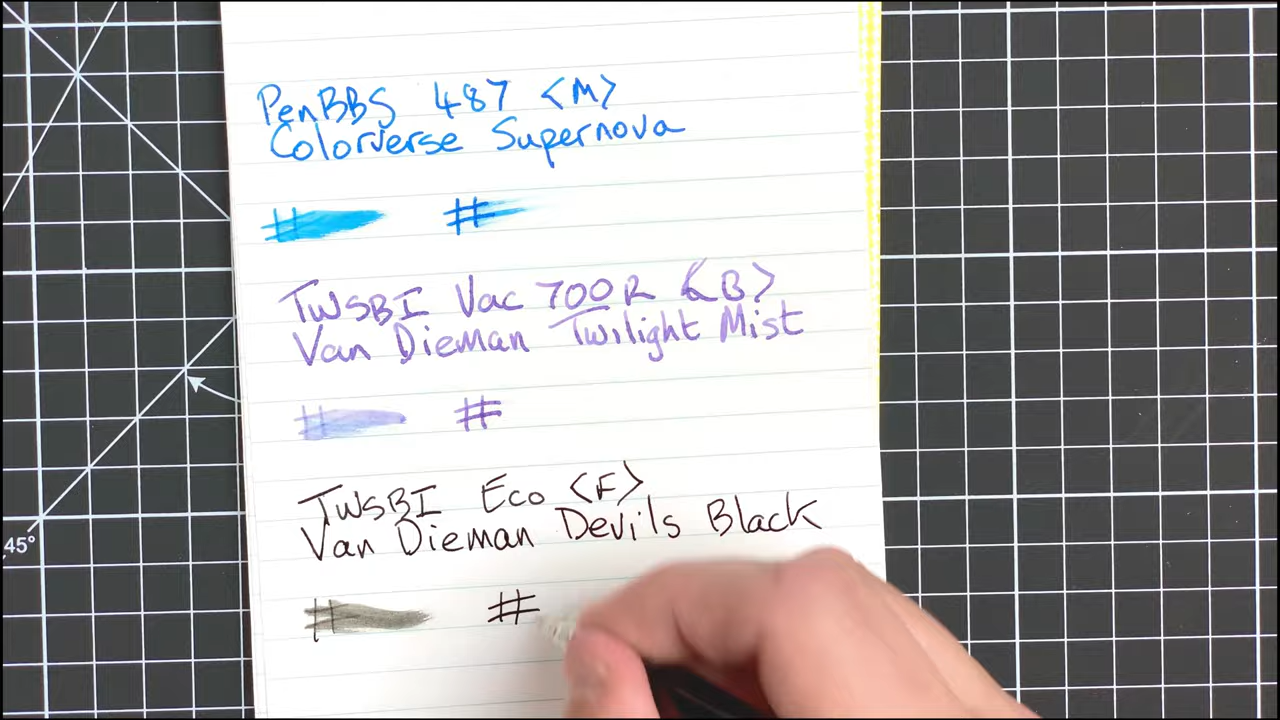 PenBBS 487 <M>
Colorverse Supernova
# #
TWSBI Vac 700R <B>
Van Dieman Twilight Mist
# #
TWSBI Eco <F>
Van Dieman Devils Black
# #
45°